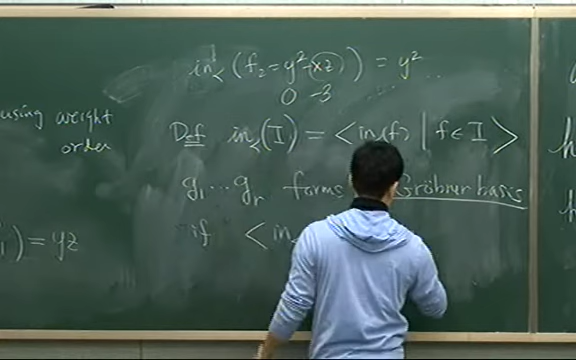 in< (f₂ = y² - xz) = y²
0 -3
using weight
order
Def in<(I) = < in(f) | f ∈ I >
g₁ ... gᵣ forms Gröbner basis
) = yz
if < in